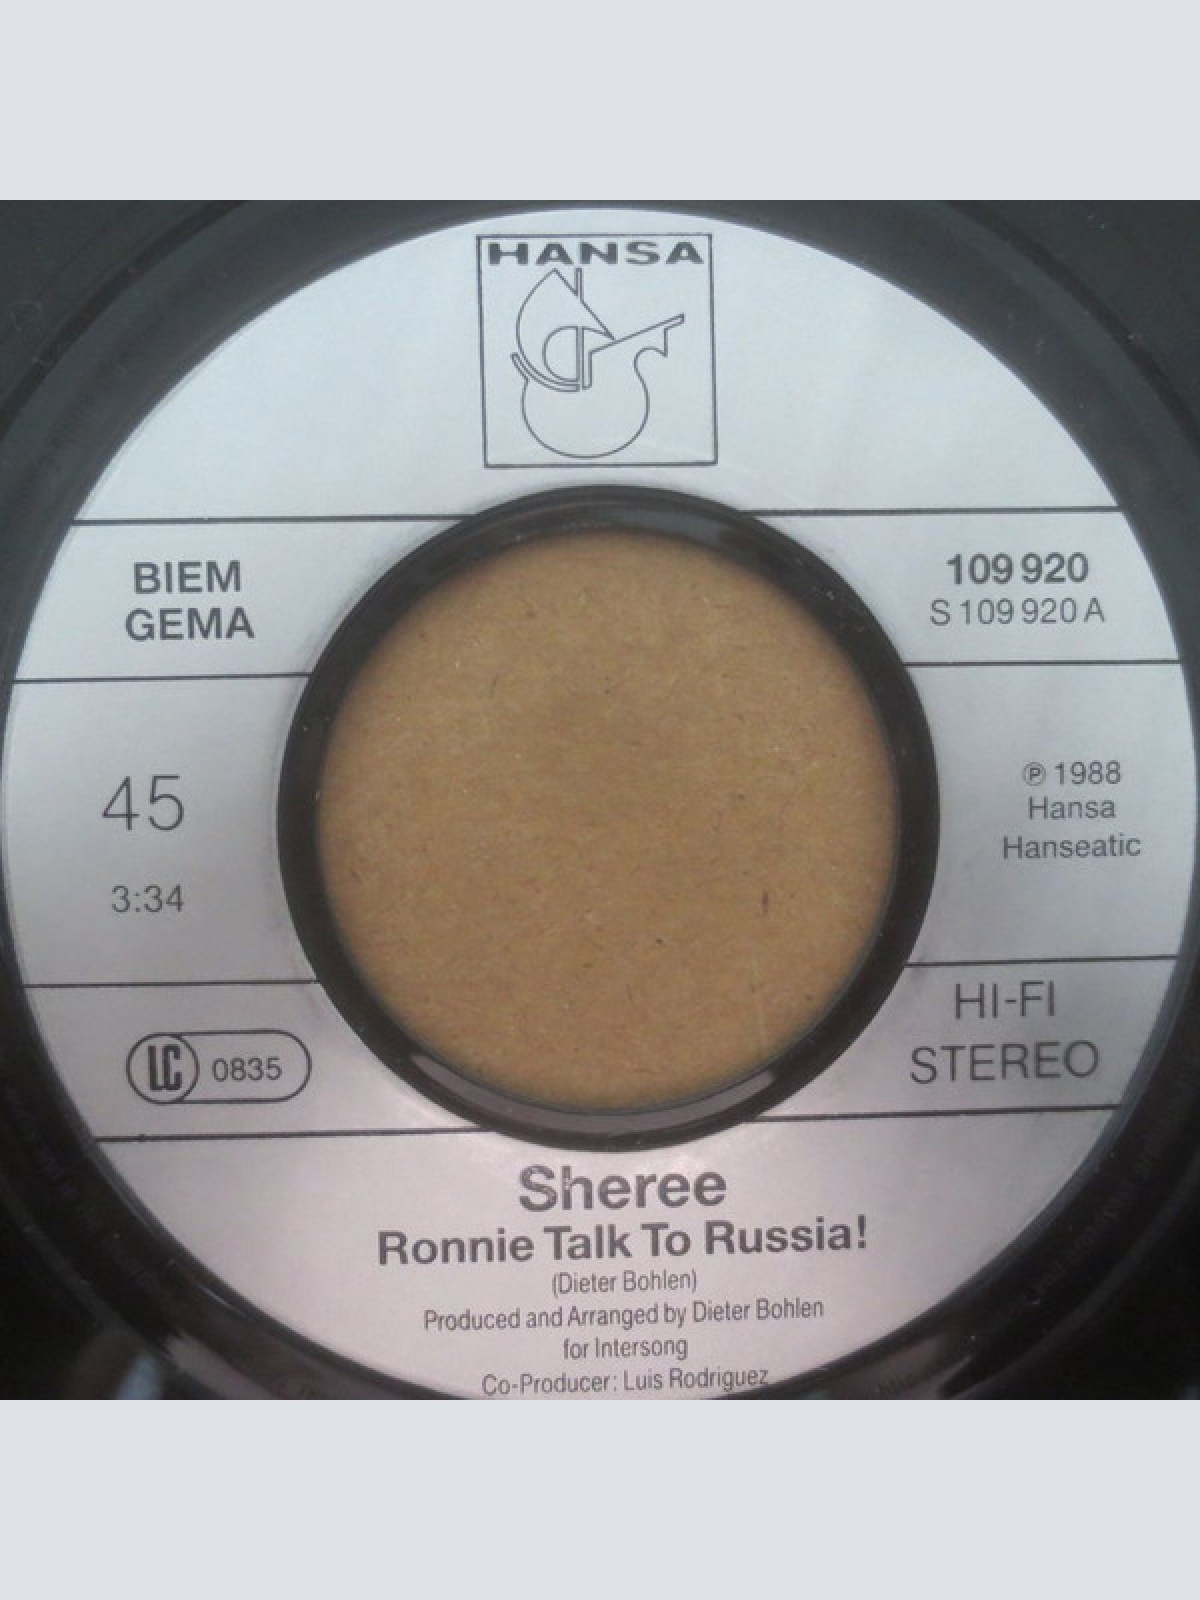 HANSA
BIEM
GEMA
109 920
S 109 920 A
45
3:34
℗ 1988
Hansa
Hanseatic
LC 0835
HI-FI
STEREO
Sheree
Ronnie Talk To Russia!
(Dieter Bohlen)
Produced and Arranged by Dieter Bohlen
for Intersong
Co-Producer: Luis Rodriguez